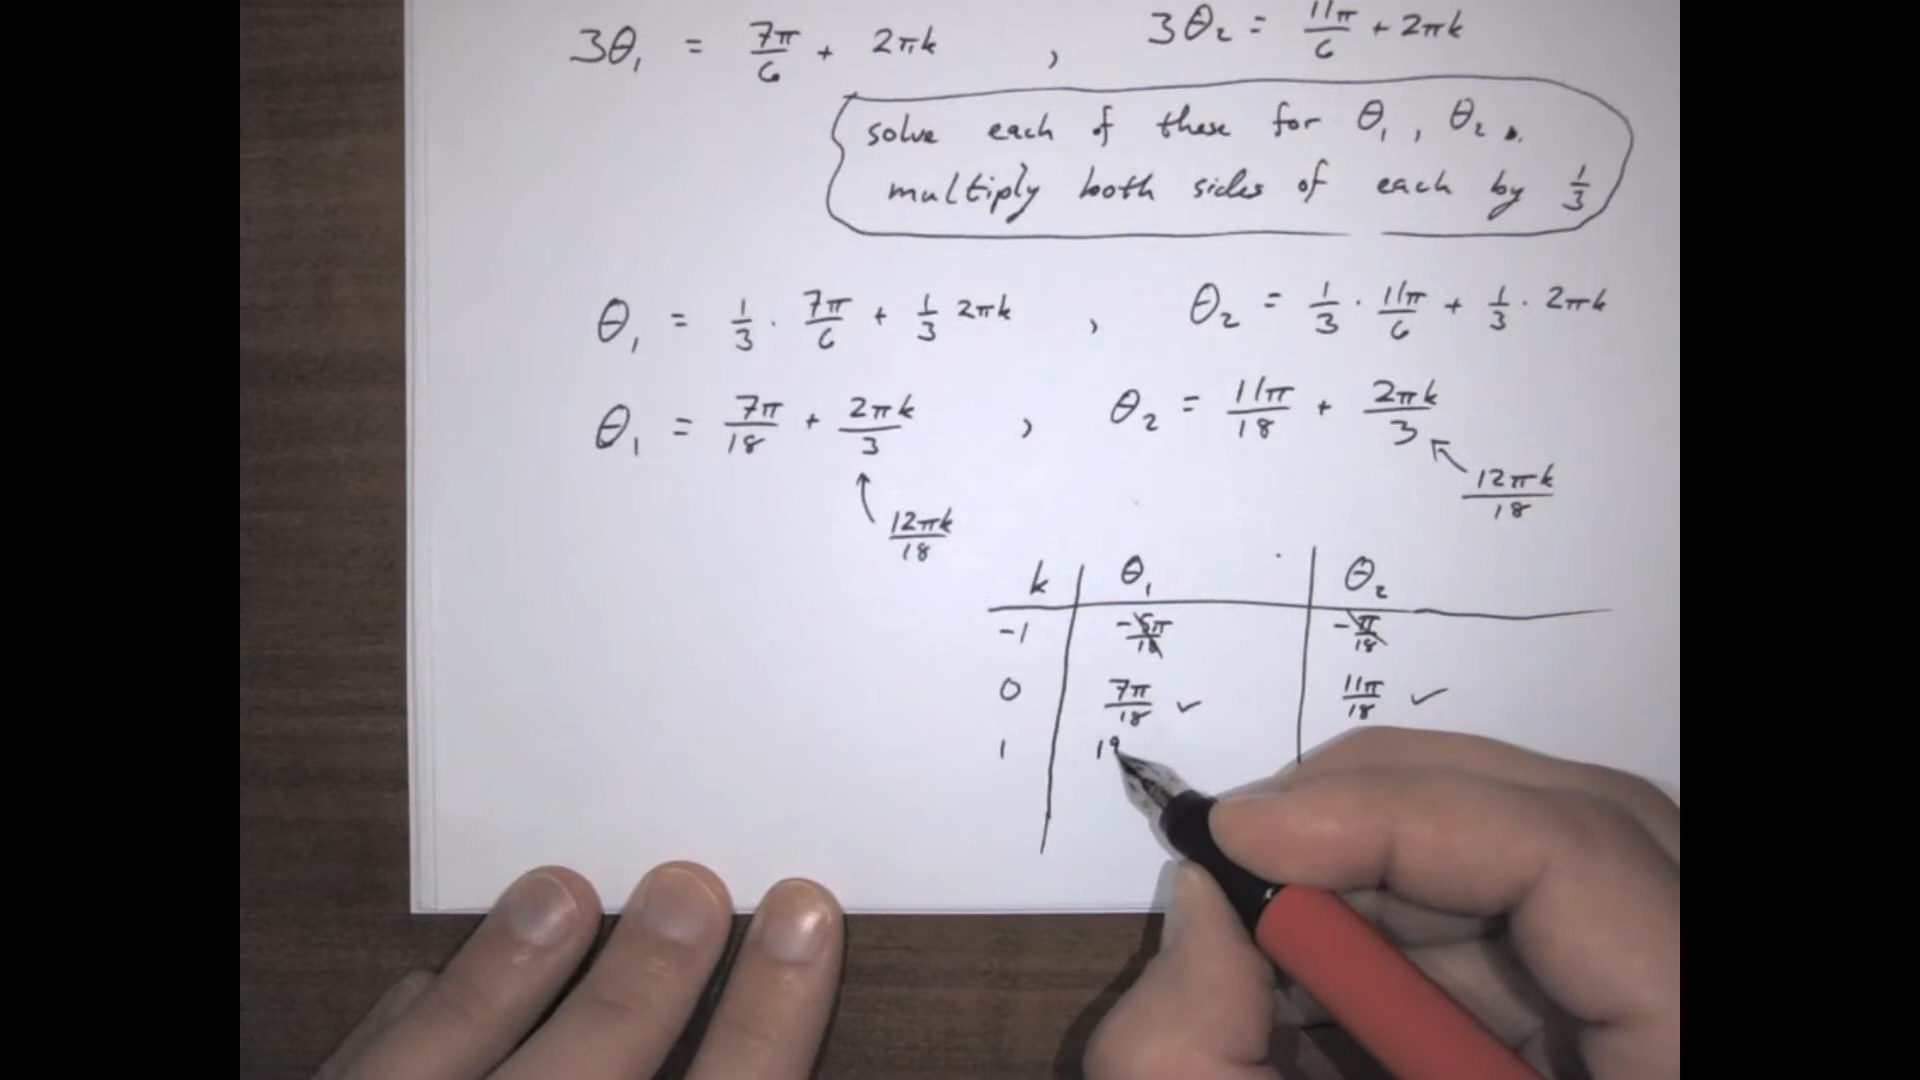 3θ₁ = 7π/6 + 2πk , 3θ₂ = 11π/6 + 2πk
solve each of these for θ₁, θ₂.
multiply both sides of each by 1/3
θ₁ = 1/3 · 7π/6 + 1/3 2πk , θ₂ = 1/3 · 11π/6 + 1/3 · 2πk
θ₁ = 7π/18 + 2πk/3 , θ₂ = 11π/18 + 2πk/3
12πk/18 12πk/18
k θ₁ θ₂
-1 -5π/18 -π/18
0 7π/18 ✓ 11π/18 ✓
1 19